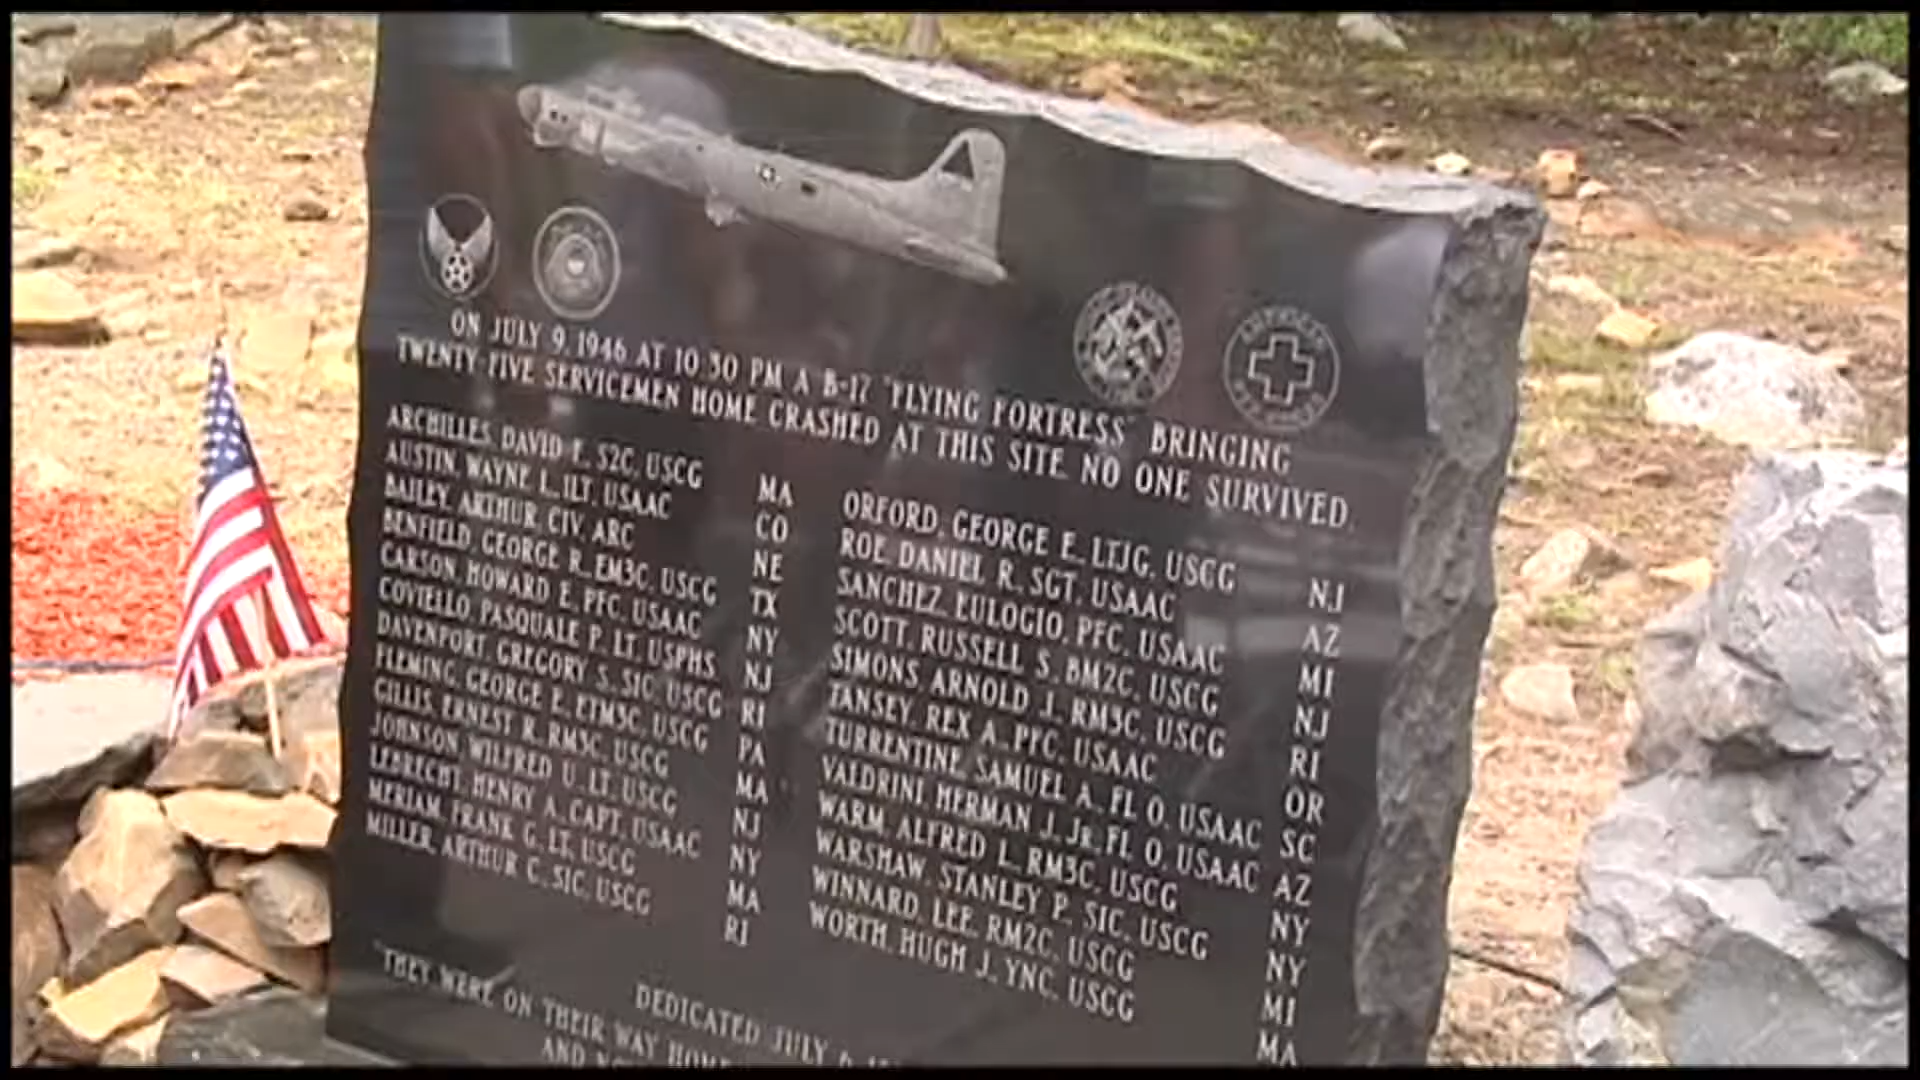 ON JULY 9, 1946 AT 10:30 PM A B-17 "FLYING FORTRESS" BRINGING
TWENTY-FIVE SERVICEMEN HOME CRASHED AT THIS SITE. NO ONE SURVIVED.
ARCHILLES, DAVID F., S2C, USCG MA
AUSTIN, WAYNE L., 1LT, USAAC CO
BAILEY, ARTHUR, CIV, ARC NE
BENFIELD, GEORGE R., EM3C, USCG TX
CARSON, HOWARD E., PFC, USAAC NY
COVIELLO, PASQUALE P., LT, USPHS NJ
DAVENPORT, GREGORY S., S1C, USCG RI
FLEMING, GEORGE E., ETM3C, USCG PA
GILLIS, ERNEST R., RM3C, USCG MA
JOHNSON, WILFRED U., LT, USCG NJ
LEBRECHT, HENRY A., CAPT, USAAC NY
MERIAM, FRANK G., LT, USCG MA
MILLER, ARTHUR C., S1C, USCG RI
ORFORD, GEORGE E., LTJG, USCG NJ
ROE, DANIEL R., SGT, USAAC AZ
SANCHEZ, EULOGIO, PFC, USAAC MI
SCOTT, RUSSELL S., BM2C, USCG NJ
SIMONS, ARNOLD J., RM3C, USCG RI
TANSEY, REX A., PFC, USAAC OR
TURRENTINE, SAMUEL A., FL O, USAAC SC
VALDRINI, HERMAN J. JR, FL O, USAAC AZ
WARM, ALFRED L., RM3C, USCG NY
WARSHAW, STANLEY P., S1C, USCG NY
WINNARD, LEE, RM2C, USCG MI
WORTH, HUGH J., YNC, USCG MA
DEDICATED JULY 6,
"THEY WERE ON THEIR WAY HOME
AND